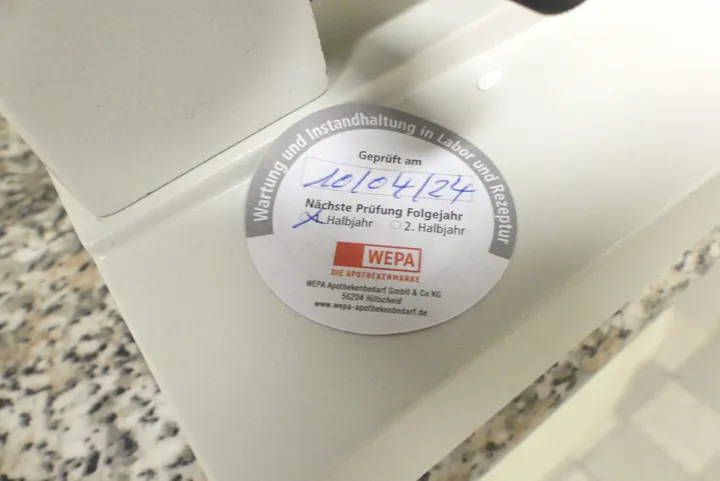 Wartung und Instandhaltung in Labor und Rezeptur
Geprüft am
10/04/24
Nächste Prüfung Folgejahr
1. Halbjahr 2. Halbjahr
WEPA
DIE APOTHEKENMARKE
WEPA Apothekenbedarf GmbH & Co KG
56204 Hillscheid
www.wepa-apothekenbedarf.de